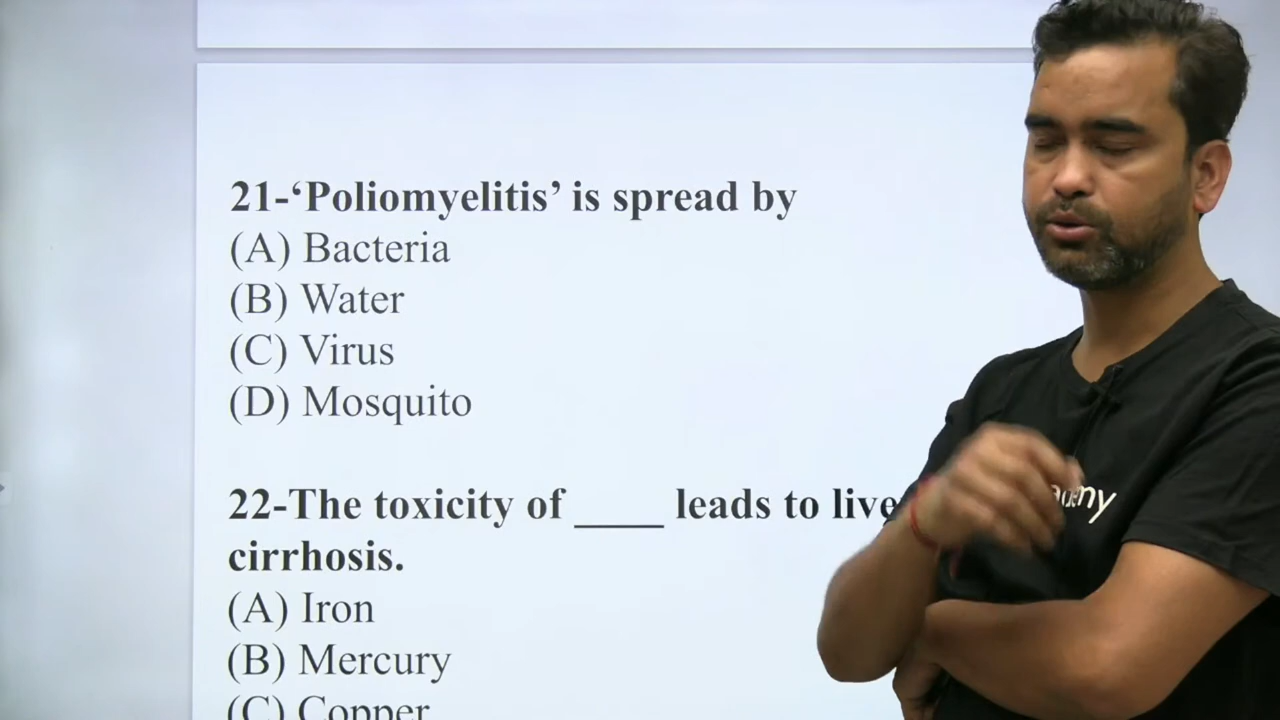 21-‘Poliomyelitis’ is spread by
(A) Bacteria
(B) Water
(C) Virus
(D) Mosquito
22-The toxicity of ____ leads to
cirrhosis.
(A) Iron
(B) Mercury
(C) Copper